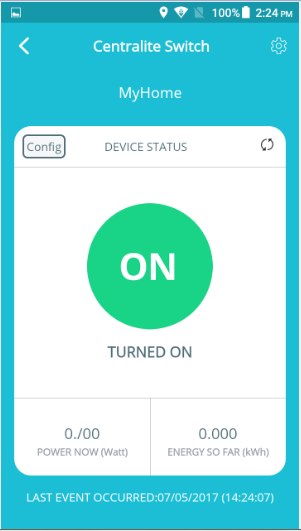 100% 2:24 PM
Centralite Switch
MyHome
Config DEVICE STATUS
ON
TURNED ON
0./00 0.000
POWER NOW (Watt) ENERGY SO FAR (kWh)
LAST EVENT OCCURRED:07/05/2017 (14:24:07)